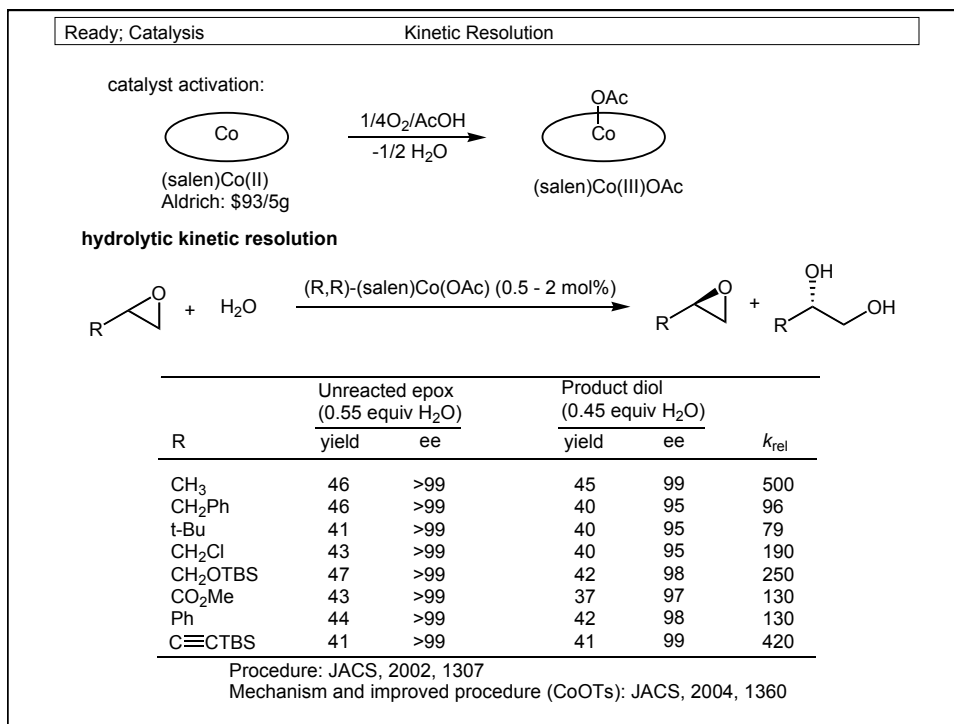 Ready; Catalysis Kinetic Resolution
catalyst activation:
OAc
Co 1/4O₂/AcOH Co
-1/2 H₂O
(salen)Co(II) (salen)Co(III)OAc
Aldrich: $93/5g
hydrolytic kinetic resolution
O + H₂O (R,R)-(salen)Co(OAc) (0.5 - 2 mol%) O + OH
R R R OH
Unreacted epox Product diol
(0.55 equiv H₂O) (0.45 equiv H₂O)
R yield ee yield ee krel
CH₃ 46 >99 45 99 500
CH₂Ph 46 >99 40 95 96
t-Bu 41 >99 40 95 79
CH₂Cl 43 >99 40 95 190
CH₂OTBS 47 >99 42 98 250
CO₂Me 43 >99 37 97 130
Ph 44 >99 42 98 130
C≡CTBS 41 >99 41 99 420
Procedure: JACS, 2002, 1307
Mechanism and improved procedure (CoOTs): JACS, 2004, 1360